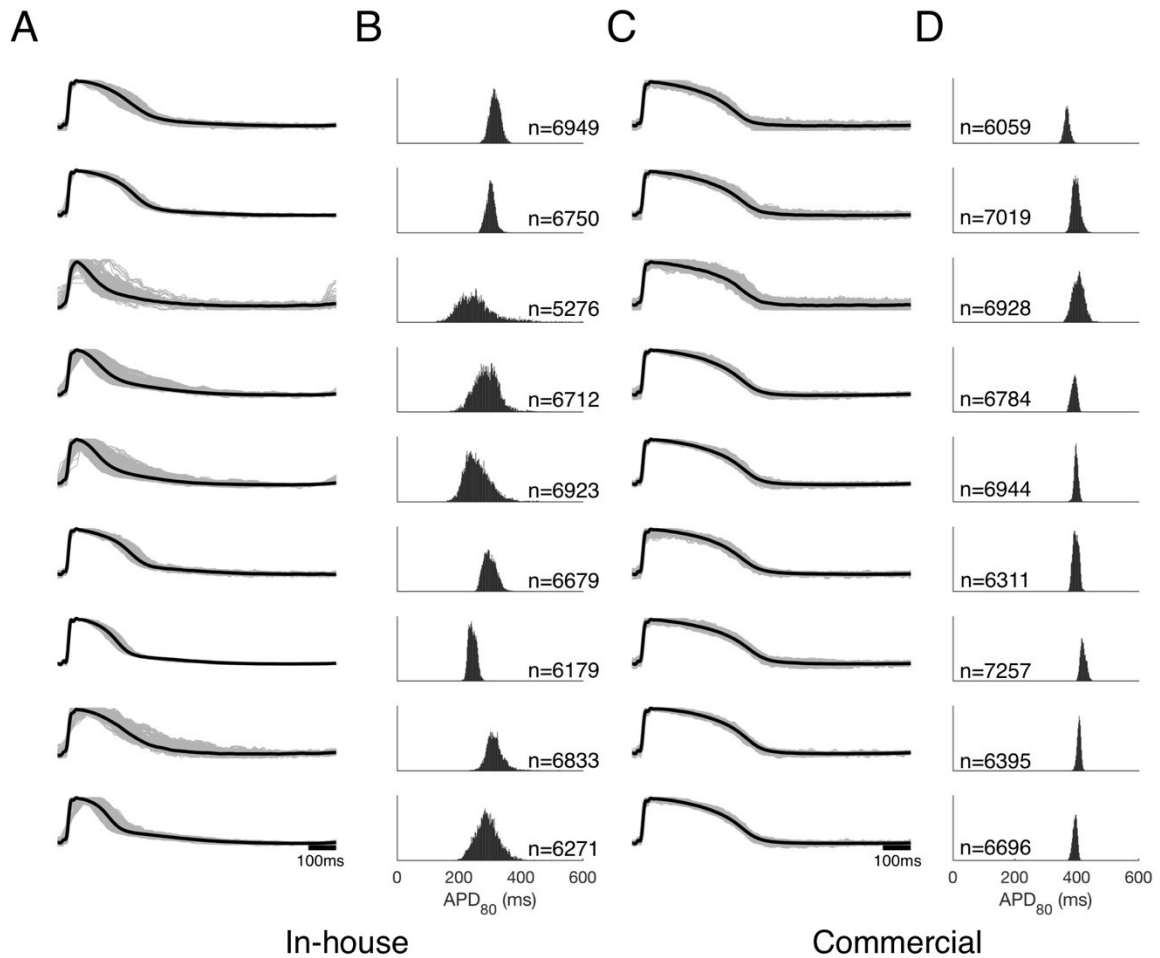 A B C D
n=6949 n=6059
n=6750 n=7019
n=5276 n=6928
n=6712 n=6784
n=6923 n=6944
n=6679 n=6311
n=6179 n=7257
n=6833 n=6395
n=6271 n=6696
100ms 100ms
0 200 400 600 0 200 400 600
APD80 (ms) APD80 (ms)
In-house Commercial